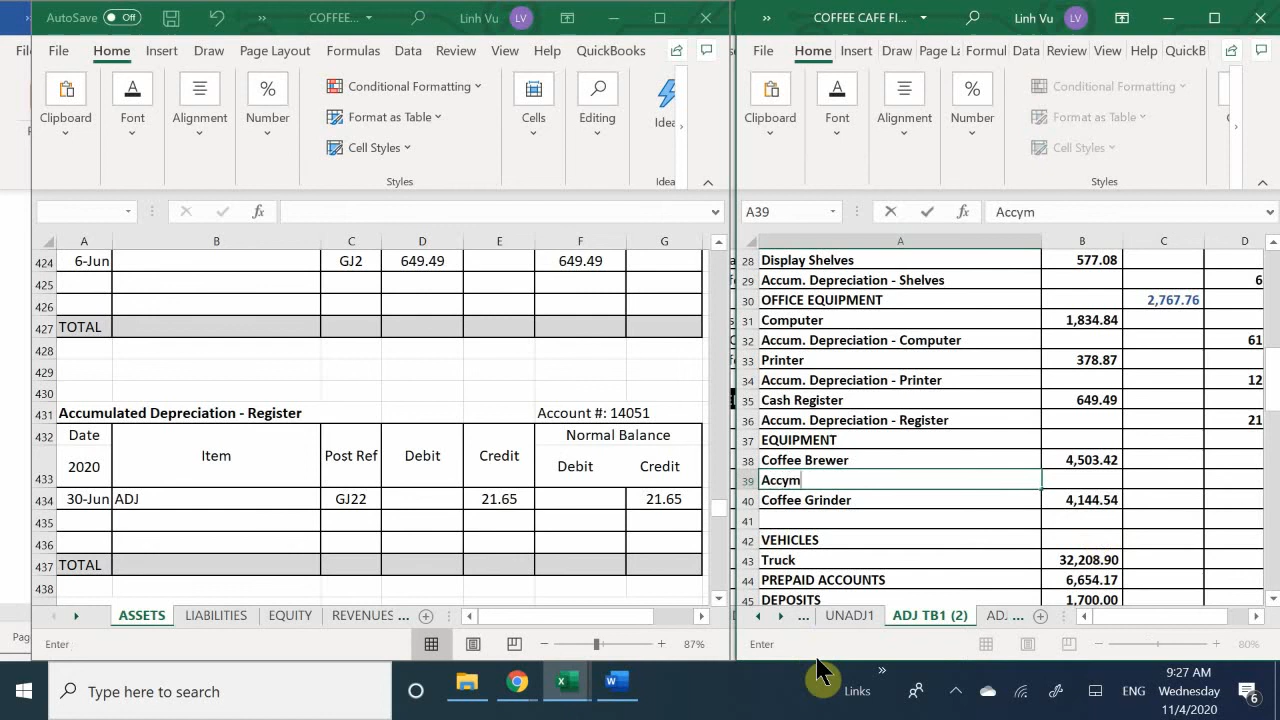 AutoSave Off » COFFEE... Linh Vu LV
File Home Insert Draw Page Layout Formulas Data Review View Help QuickBooks
Clipboard Font Alignment Number
Conditional Formatting
Format as Table
Cell Styles
Styles
Cells Editing Idea
Idea
fx
A B C D E F G
424 6-Jun GJ2 649.49 649.49
425
426
427 TOTAL
428
429
430
431 Accumulated Depreciation - Register Account #: 14051
432 Date Normal Balance
Item Post Ref Debit Credit
433 2020 Debit Credit
434 30-Jun ADJ GJ22 21.65 21.65
435
436
437 TOTAL
438
... ASSETS LIABILITIES EQUITY REVENUES ...
Enter 87%
» COFFEE CAFE FI... Linh Vu LV
File Home Insert Draw Page La Formul Data Review View Help QuickB
Clipboard Font Alignment Number
Conditional Formatting
Format as Table
Cell Styles
Styles
A39 fx Accym
A B C D
28 Display Shelves 577.08
29 Accum. Depreciation - Shelves 6
30 OFFICE EQUIPMENT 2,767.76
31 Computer 1,834.84
32 Accum. Depreciation - Computer 61
33 Printer 378.87
34 Accum. Depreciation - Printer 12
35 Cash Register 649.49
36 Accum. Depreciation - Register 21
37 EQUIPMENT
38 Coffee Brewer 4,503.42
39 Accym
40 Coffee Grinder 4,144.54
41
42 VEHICLES
43 Truck 32,208.90
44 PREPAID ACCOUNTS 6,654.17
45 DEPOSITS 1,700.00
... UNADJ1 ADJ TB1 (2) ADJ ...
Enter 80%
Type here to search
Links »
ENG
9:27 AM
Wednesday
11/4/2020
6